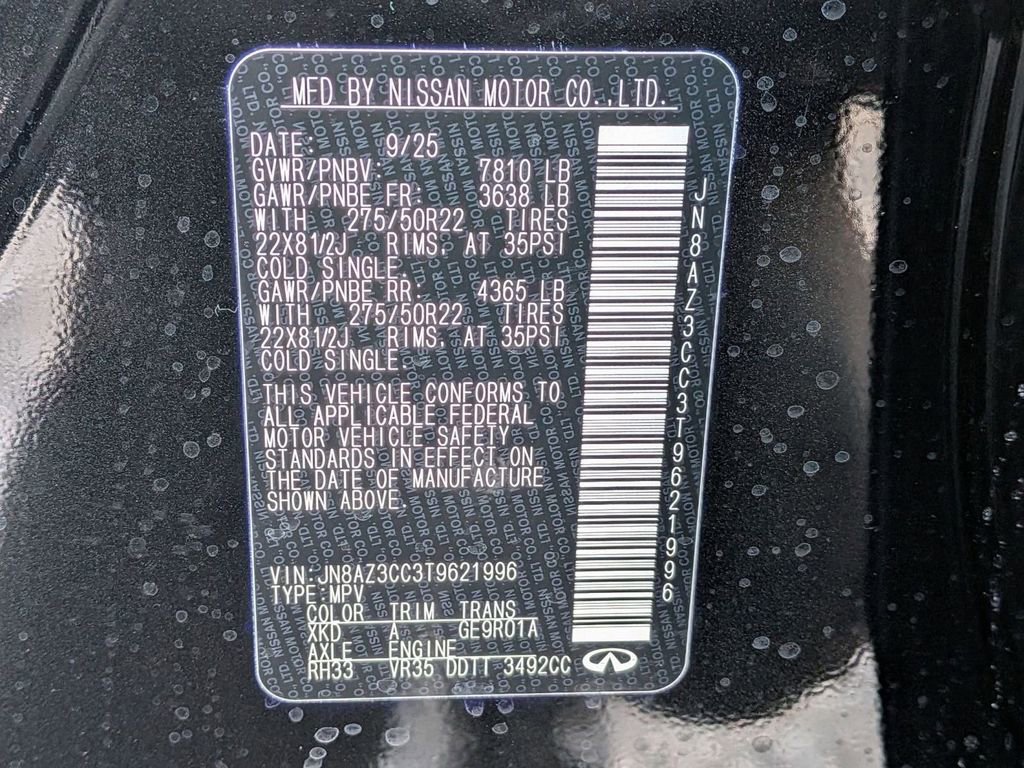 MFD BY NISSAN MOTOR CO.,LTD.
DATE: 9/25
GVWR/PNBV: 7810 LB
GAWR/PNBE FR: 3638 LB
WITH 275/50R22 TIRES
22X81/2J RIMS, AT 35PSI
COLD SINGLE.
GAWR/PNBE RR: 4365 LB
WITH 275/50R22 TIRES
22X81/2J RIMS, AT 35PSI
COLD SINGLE.
THIS VEHICLE CONFORMS TO
ALL APPLICABLE FEDERAL
MOTOR VEHICLE SAFETY
STANDARDS IN EFFECT ON
THE DATE OF MANUFACTURE
SHOWN ABOVE.
VIN:JN8AZ3CC3T9621996
TYPE:MPV
COLOR TRIM TRANS
XKD A GE9R01A
AXLE ENGINE
RH33 VR35 DDTT 3492CC
JN8AZ3CC3T9621996